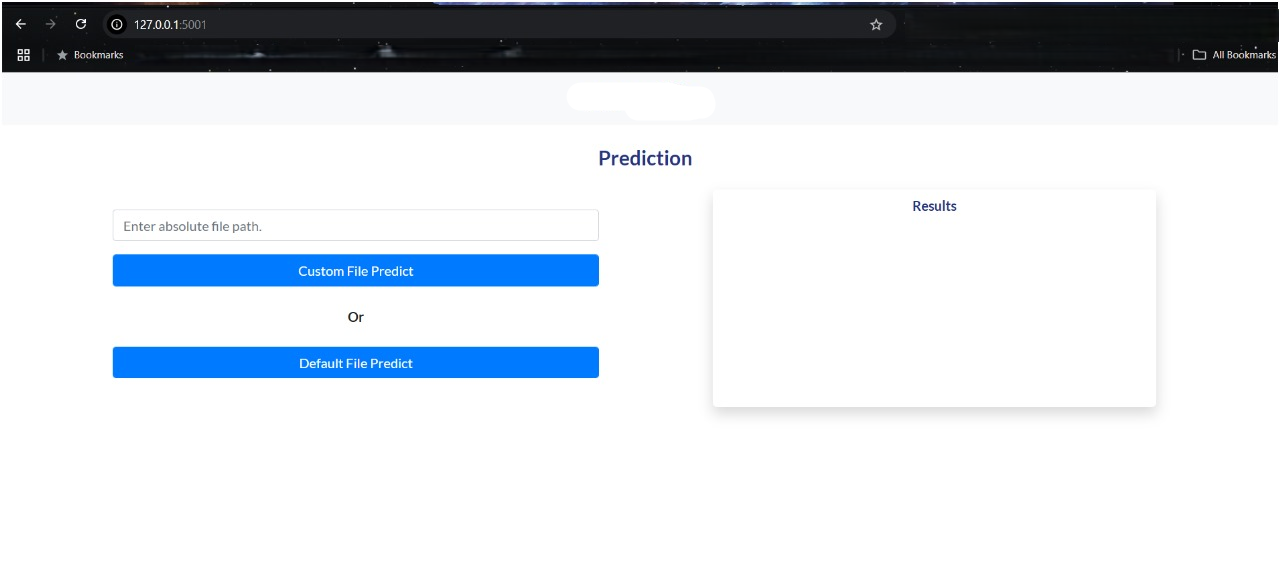 127.0.0.1:5001
Bookmarks
All Bookmarks
Prediction
Enter absolute file path.
Custom File Predict
Or
Default File Predict
Results